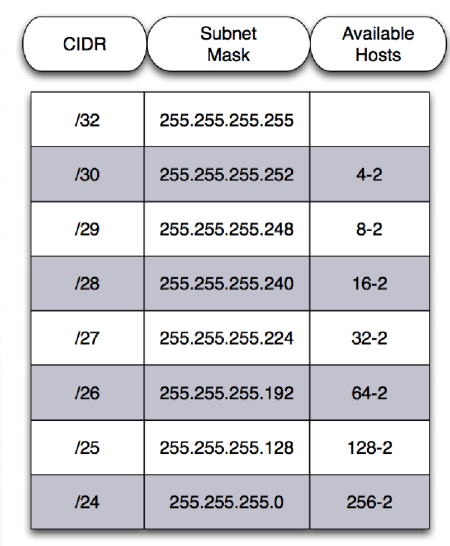 CIDR
Subnet
Mask
Available
Hosts
/32 255.255.255.255
/30 255.255.255.252 4-2
/29 255.255.255.248 8-2
/28 255.255.255.240 16-2
/27 255.255.255.224 32-2
/26 255.255.255.192 64-2
/25 255.255.255.128 128-2
/24 255.255.255.0 256-2